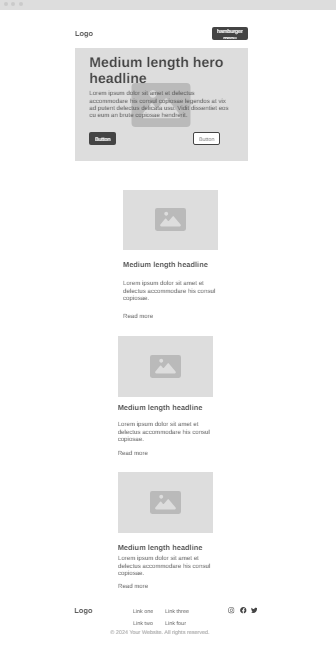 Logo
hamburger
Medium length hero
headline
Lorem ipsum dolor sit amet et delectus
accommodare his consul copiosae legendos at vix
ad putent delectus delicata usu. Vidit dissentiet eos
cu eum an brute copiosae hendrerit.
Button
Button
Medium length headline
Lorem ipsum dolor sit amet et
delectus accommodare his consul
copiosae.
Read more
Medium length headline
Lorem ipsum dolor sit amet et
delectus accommodare his consul
copiosae.
Read more
Medium length headline
Lorem ipsum dolor sit amet et
delectus accommodare his consul
copiosae.
Read more
Logo
Link one
Link three
Link two
Link four
© 2024 Your Website. All rights reserved.